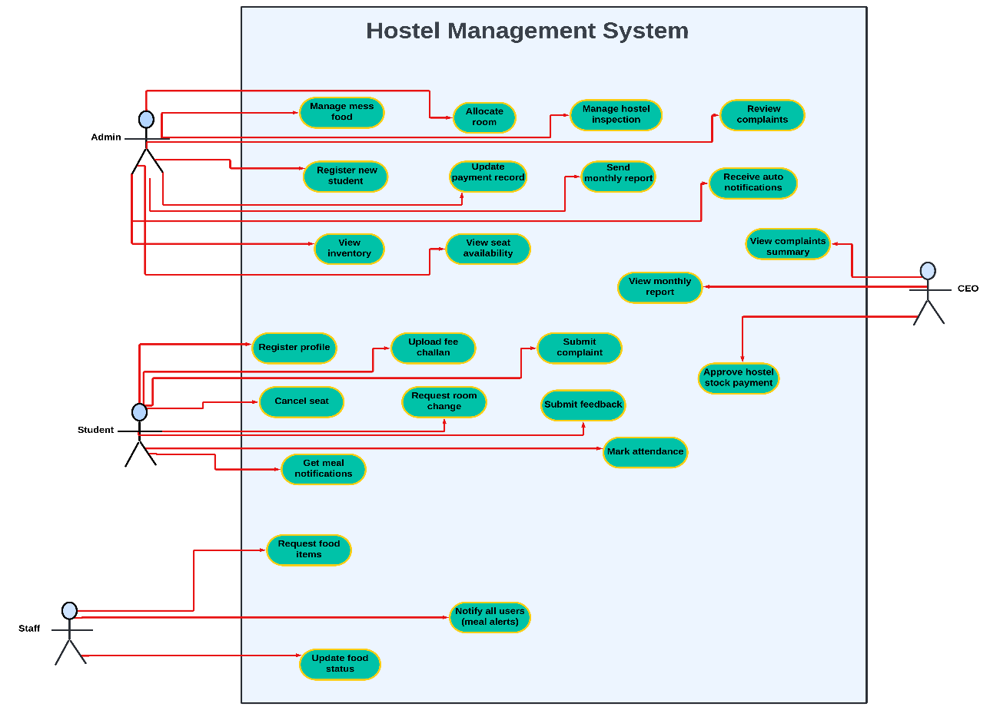 Hostel Management System
Manage mess
food
Allocate
room
Manage hostel
inspection
Review
complaints
Admin
Register new
student
Update
payment record
Send
monthly report
Receive auto
notifications
View
inventory
View seat
availability
View complaints
summary
View monthly
report
CEO
Register profile
Upload fee
challan
Submit
complaint
Approve hostel
stock payment
Cancel seat
Request room
change
Submit feedback
Student
Mark attendance
Get meal
notifications
Request food
items
Notify all users
(meal alerts)
Staff
Update food
status